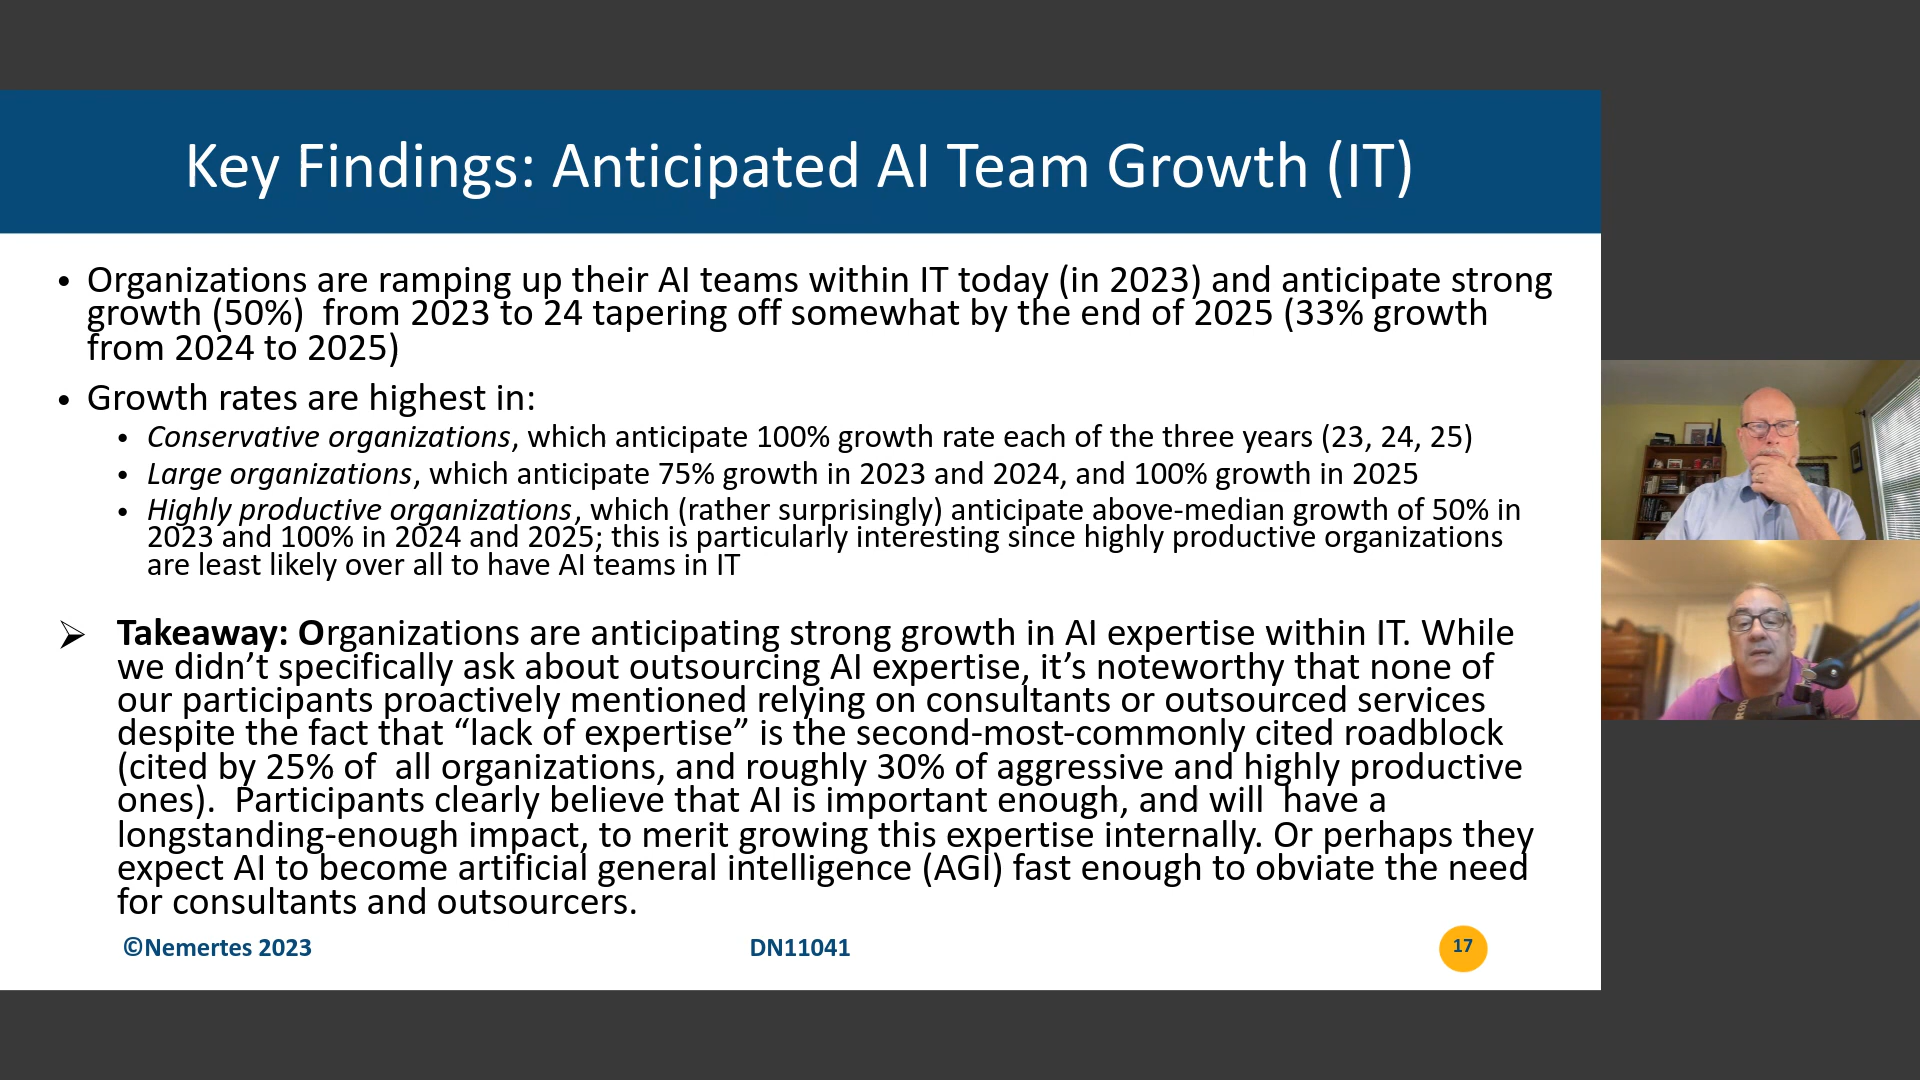 Key Findings: Anticipated AI Team Growth (IT)
• Organizations are ramping up their AI teams within IT today (in 2023) and anticipate strong
growth (50%)  from 2023 to 24 tapering off somewhat by the end of 2025 (33% growth
from 2024 to 2025)
• Growth rates are highest in:
• Conservative organizations, which anticipate 100% growth rate each of the three years (23, 24, 25)
• Large organizations, which anticipate 75% growth in 2023 and 2024, and 100% growth in 2025
• Highly productive organizations, which (rather surprisingly) anticipate above-median growth of 50% in
2023 and 100% in 2024 and 2025; this is particularly interesting since highly productive organizations
are least likely over all to have AI teams in IT
➢ Takeaway: Organizations are anticipating strong growth in AI expertise within IT. While
we didn’t specifically ask about outsourcing AI expertise, it’s noteworthy that none of
our participants proactively mentioned relying on consultants or outsourced services
despite the fact that “lack of expertise” is the second-most-commonly cited roadblock
(cited by 25% of  all organizations, and roughly 30% of aggressive and highly productive
ones).  Participants clearly believe that AI is important enough, and will  have a
longstanding-enough impact, to merit growing this expertise internally. Or perhaps they
expect AI to become artificial general intelligence (AGI) fast enough to obviate the need
for consultants and outsourcers.
©Nemertes 2023
DN11041
17